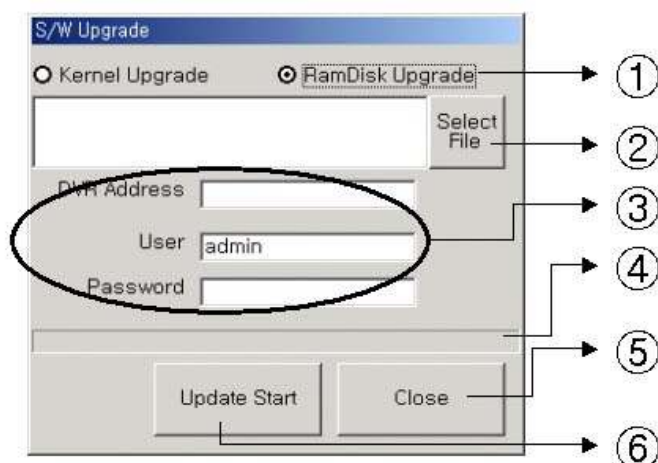 S/W Upgrade
Kernel Upgrade RamDisk Upgrade ①
Select
File ②
DVR Address ③
User admin
Password ④
⑤
Update Start Close
⑥